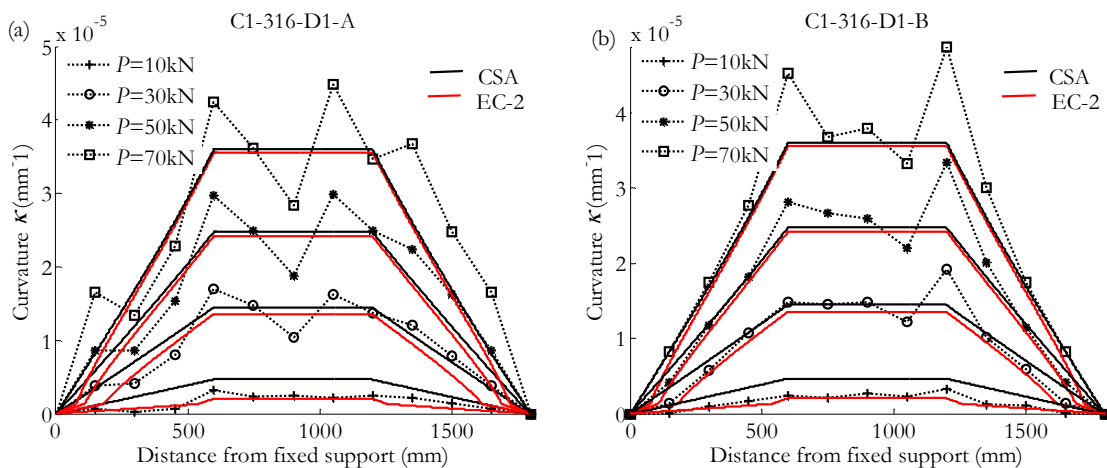 (a)
C1-316-D1-A
x 10^-5
5
4
3
2
1
0
Curvature κ (mm^-1)
P=10kN
P=30kN
P=50kN
P=70kN
CSA
EC-2
0
500
1000
1500
Distance from fixed support (mm)
(b)
C1-316-D1-B
x 10^-5
5
4
3
2
1
0
Curvature κ (mm^-1)
P=10kN
P=30kN
P=50kN
P=70kN
CSA
EC-2
0
500
1000
1500
Distance from fixed support (mm)